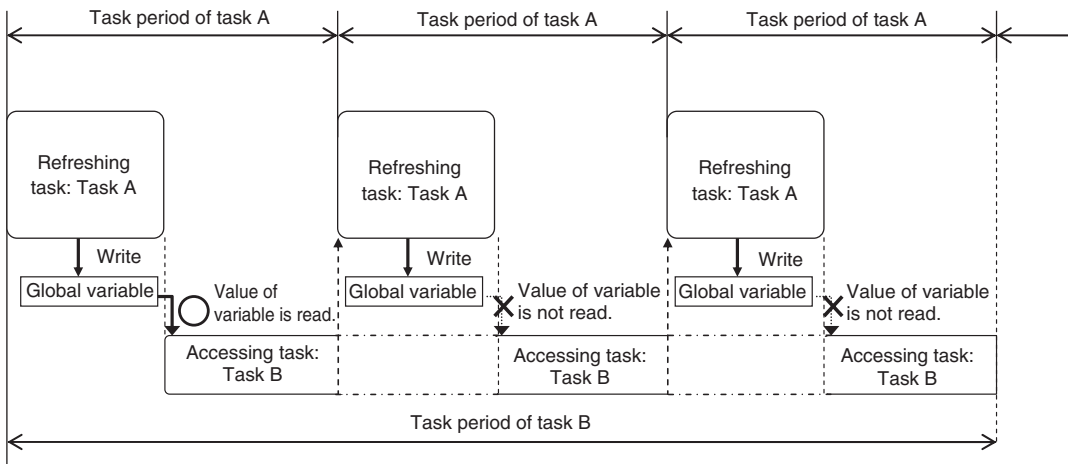 Task period of task A
Task period of task A
Task period of task A
Refreshing
task: Task A
Refreshing
task: Task A
Refreshing
task: Task A
Write
Write
Write
Global variable
Value of
variable is read.
Global variable
Value of variable
is not read.
Global variable
Value of variable
is not read.
Accessing task:
Task B
Accessing task:
Task B
Accessing task:
Task B
Task period of task B